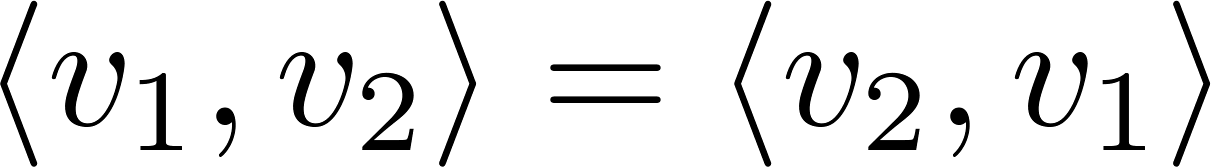 ⟨v₁, v₂⟩ = ⟨v₂, v₁⟩